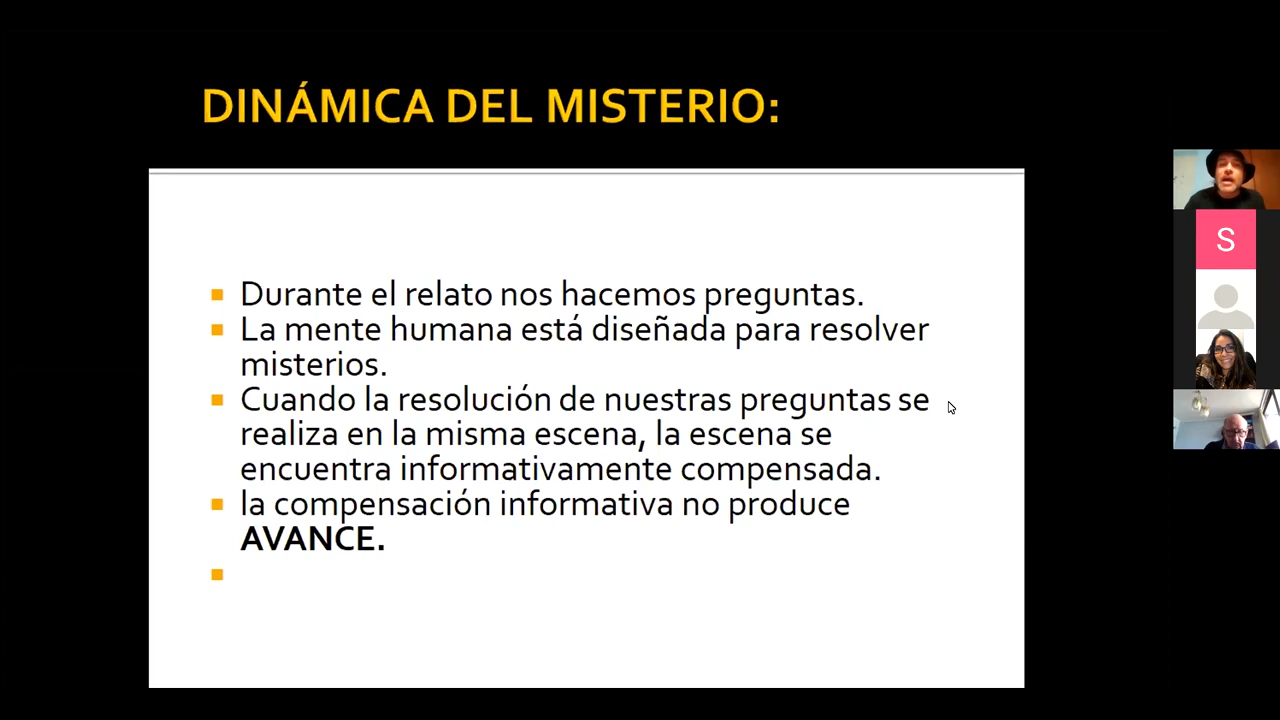 DINÁMICA DEL MISTERIO:
Durante el relato nos hacemos preguntas.
La mente humana está diseñada para resolver
misterios.
Cuando la resolución de nuestras preguntas se
realiza en la misma escena, la escena se
encuentra informativamente compensada.
la compensación informativa no produce
AVANCE.
S